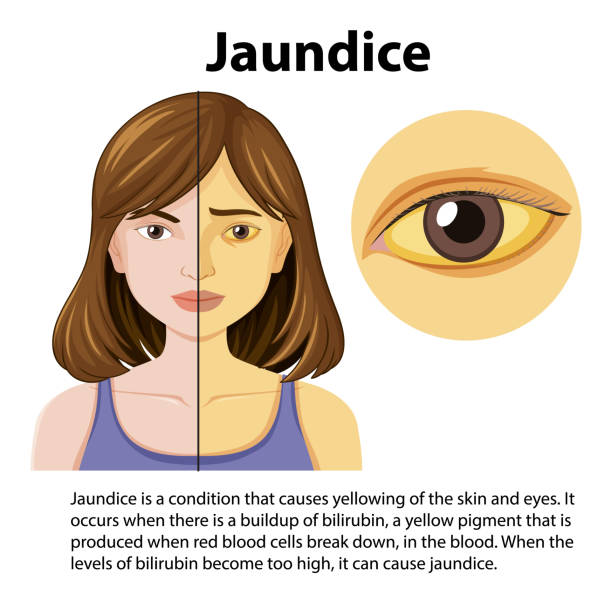 Jaundice
Jaundice is a condition that causes yellowing of the skin and eyes. It
occurs when there is a buildup of bilirubin, a yellow pigment that is
produced when red blood cells break down, in the blood. When the
levels of bilirubin become too high, it can cause jaundice.